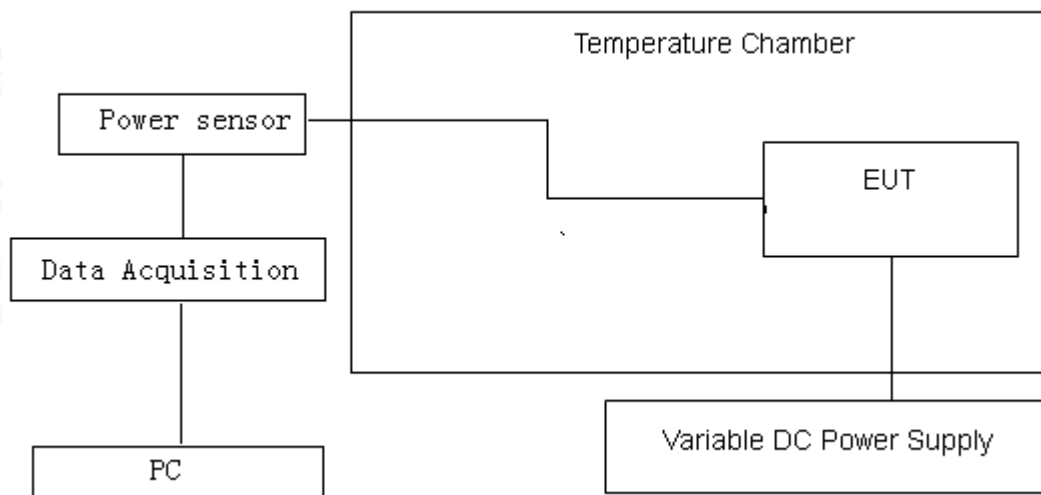 Temperature Chamber
Power sensor
EUT
Data Acquisition
Variable DC Power Supply
PC